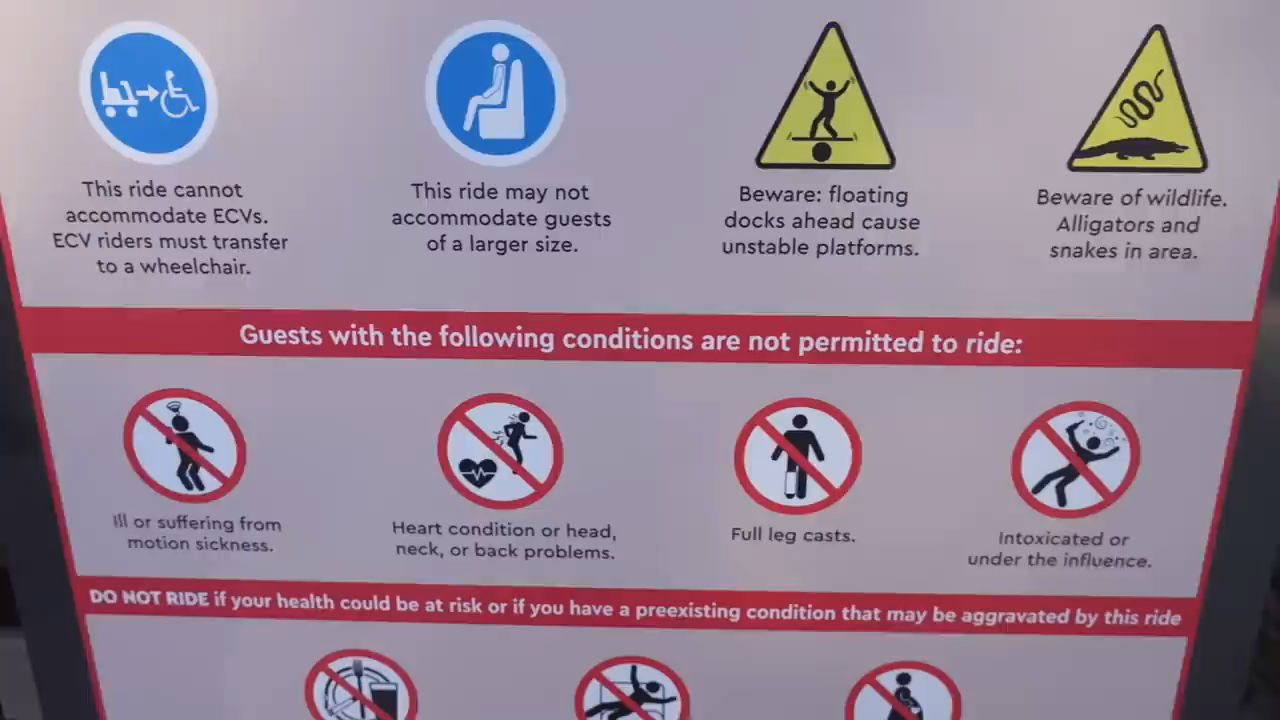 This ride cannot
accommodate ECVs.
ECV riders must transfer
to a wheelchair.
This ride may not
accommodate guests
of a larger size.
Beware: floating
docks ahead cause
unstable platforms.
Beware of wildlife.
Alligators and
snakes in area.
Guests with the following conditions are not permitted to ride:
Ill or suffering from
motion sickness.
Heart condition or head,
neck, or back problems.
Full leg casts.
Intoxicated or
under the influence.
DO NOT RIDE if your health could be at risk or if you have a preexisting condition that may be aggravated by this ride